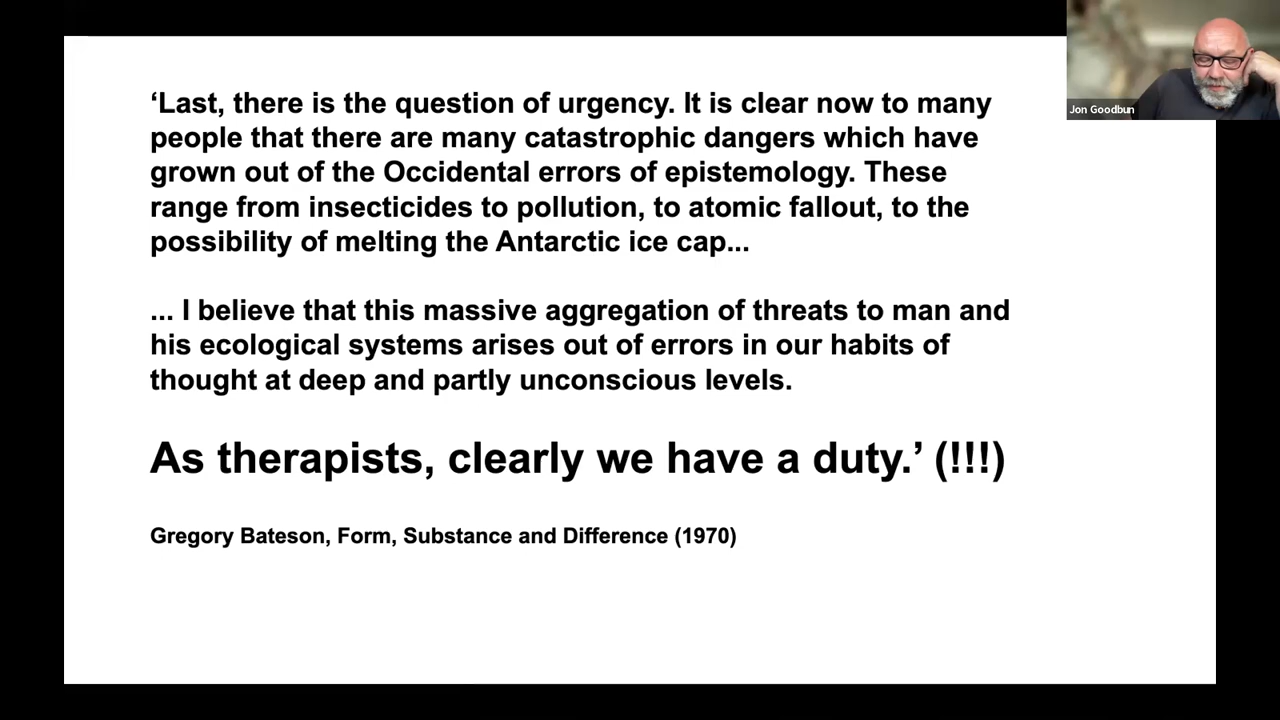 ‘Last, there is the question of urgency. It is clear now to many
people that there are many catastrophic dangers which have
grown out of the Occidental errors of epistemology. These
range from insecticides to pollution, to atomic fallout, to the
possibility of melting the Antarctic ice cap...
... I believe that this massive aggregation of threats to man and
his ecological systems arises out of errors in our habits of
thought at deep and partly unconscious levels.
As therapists, clearly we have a duty.’ (!!!)
Gregory Bateson, Form, Substance and Difference (1970)
Jon Goodbun